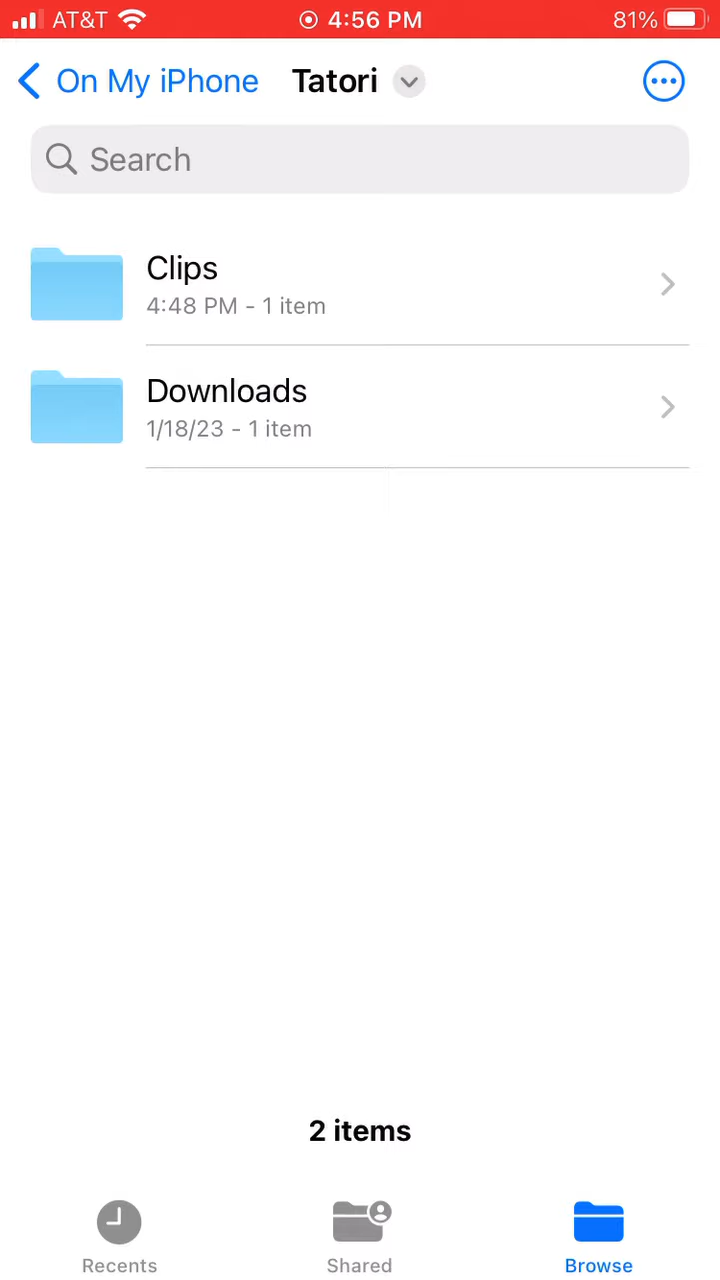 AT&T 4:56 PM 81%
On My iPhone Tatori
Search
Clips
4:48 PM - 1 item
Downloads
1/18/23 - 1 item
2 items
Recents Shared Browse